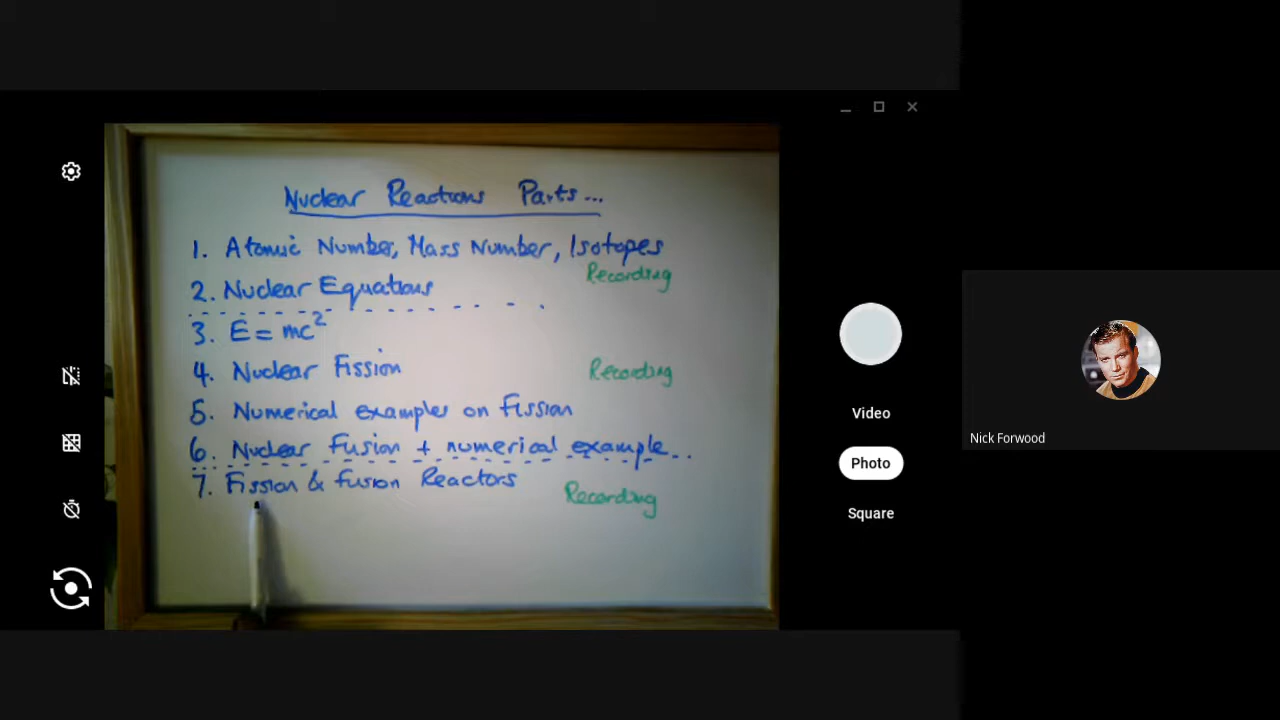 Nuclear Reactions Parts...
1. Atomic Number, Mass Number, Isotopes
Recording
2. Nuclear Equations
3. E = mc²
4. Nuclear Fission
Recording
5. Numerical examples on Fission
6. Nuclear Fusion + numerical example
7. Fission & fusion Reactors
Recording
Video
Photo
Square
Nick Forwood